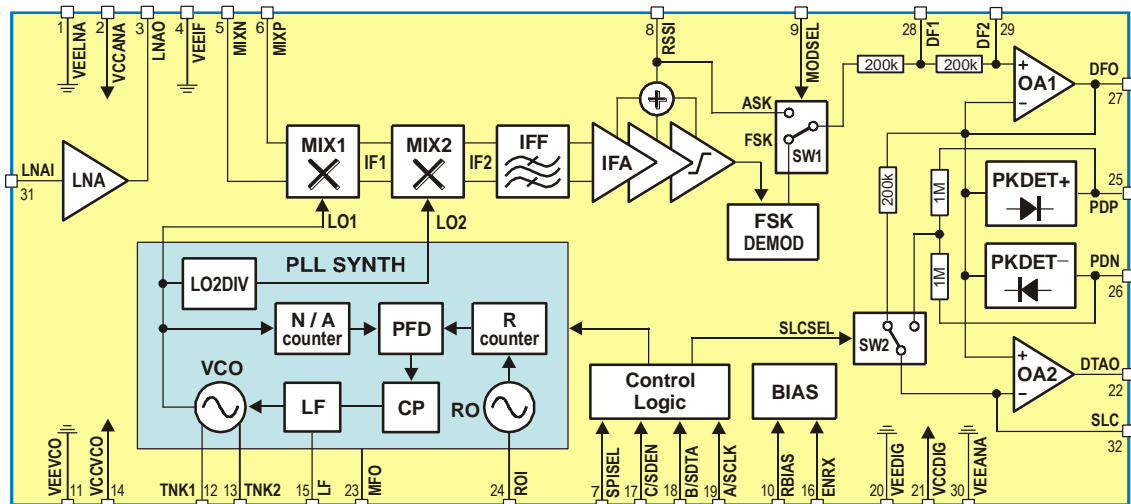 1 VEELNA
2 VCCANA
3 LNAO
4 VEEIF
5 MIXN
6 MIXP
8 RSSI
9 MODSEL
28 DF1
29 DF2
200k
200k
OA1
+
−
DFO
27
ASK
FSK
SW1
MIX1
IF1
MIX2
IF2
IFF
IFA
+
LNAI
31
LNA
LO1
LO2
FSK
DEMOD
200k
1M
1M
PKDET+
25
PDP
PKDET−
PDN
26
PLL SYNTH
LO2DIV
N / A
counter
PFD
R
counter
VCO
LF
CP
RO
SLCSEL
SW2
Control
Logic
BIAS
+
−
OA2
DTAO
22
SLC
32
VEEVCO
11
VCCVCO
14
TNK1
12
13
TNK2
15
LF
23
MFO
24
ROI
7
SPISEL
17
C/SDEN
18
B/SDTA
19
A/SCLK
10
RBIAS
16
ENRX
20
VEEDIG
21
VCCDIG
30
VEEANA